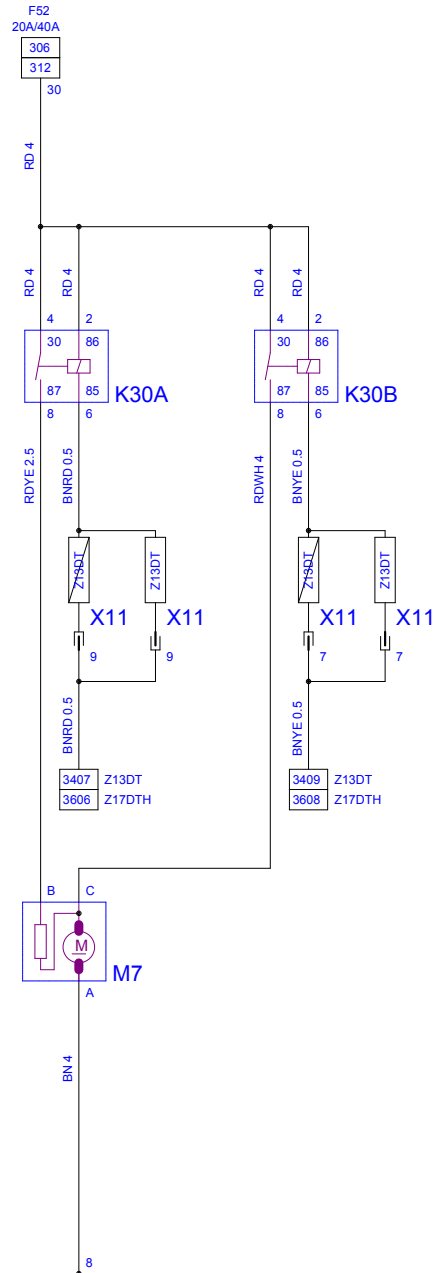 F52
20A/40A
306
312
30
RD 4
RD 4
RD 4
RD 4
RD 4
4
2
4
2
30
86
30
86
87
85
K30A
87
85
K30B
8
6
8
6
RDYE 2.5
BNRD 0.5
RDWH 4
BNYE 0.5
Z13DT
Z13DT
Z13DT
Z13DT
X11
X11
X11
X11
9
9
7
7
BNRD 0.5
BNYE 0.5
3407 Z13DT
3606 Z17DTH
3409 Z13DT
3608 Z17DTH
B
C
M
M7
A
BN 4
8